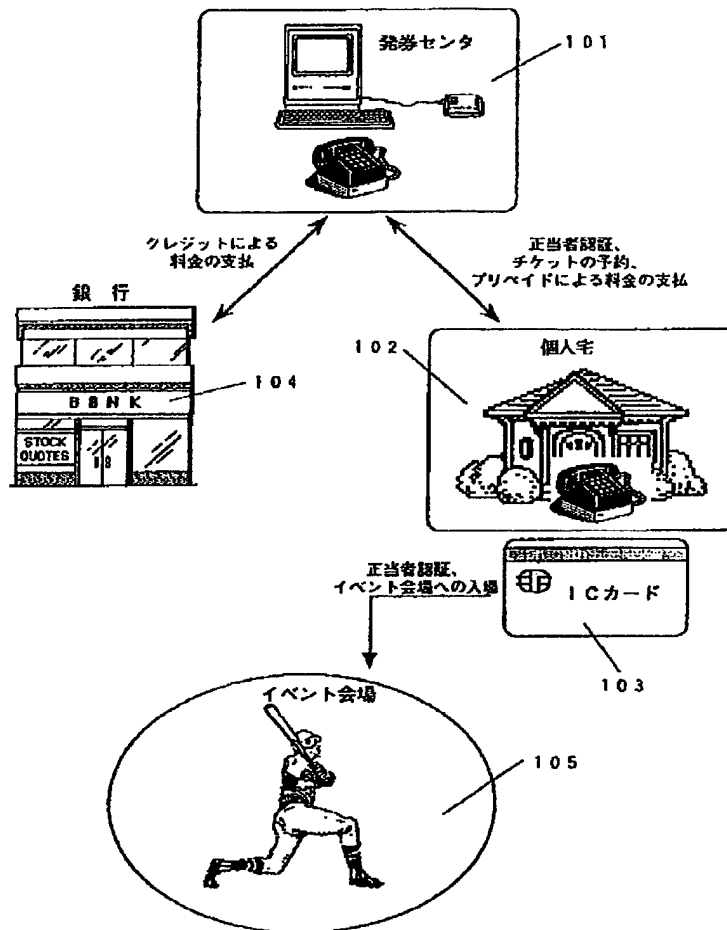 発券センタ
101
クレジットによる
料金の支払
正当者認証、
チケットの予約、
プリペイドによる料金の支払
銀 行
102
個人宅
104
BBNK
STOCK
QUOTES
正当者認証、
イベント会場への入場
ICカード
103
イベント会場
105